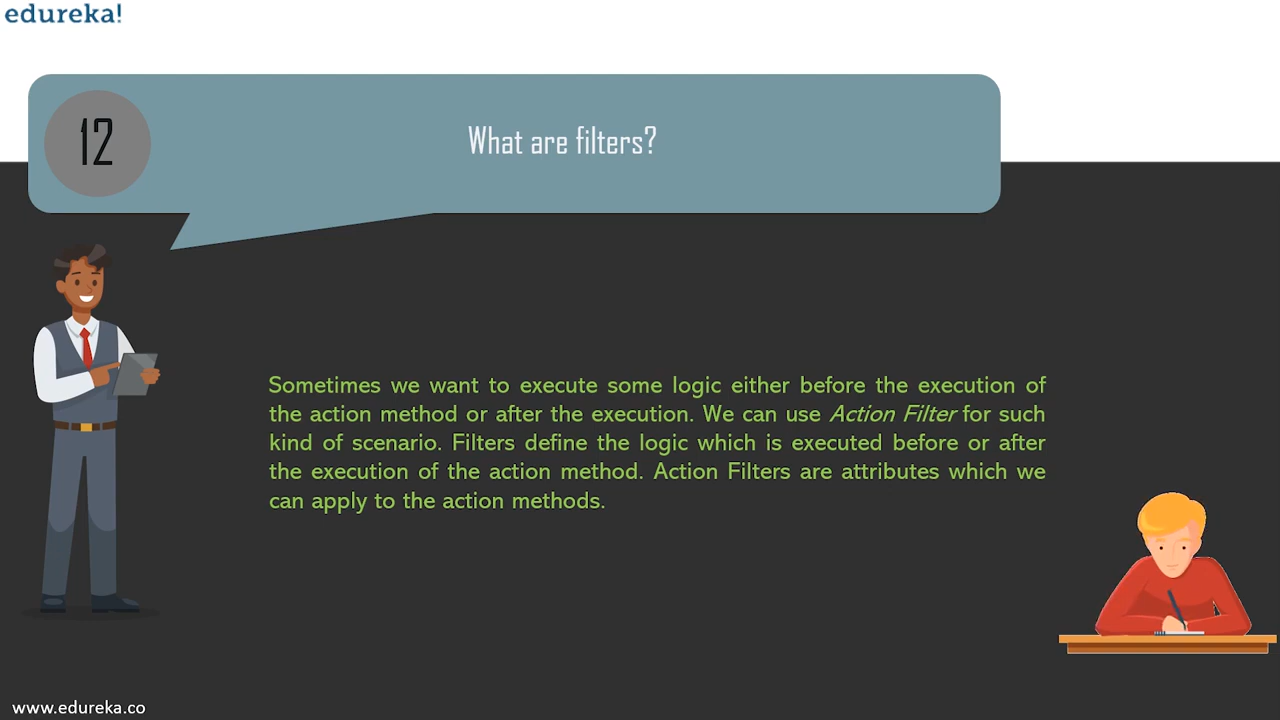 edureka!
12
What are filters?
Sometimes we want to execute some logic either before the execution of
the action method or after the execution. We can use Action Filter for such
kind of scenario. Filters define the logic which is executed before or after
the execution of the action method. Action Filters are attributes which we
can apply to the action methods.
www.edureka.co